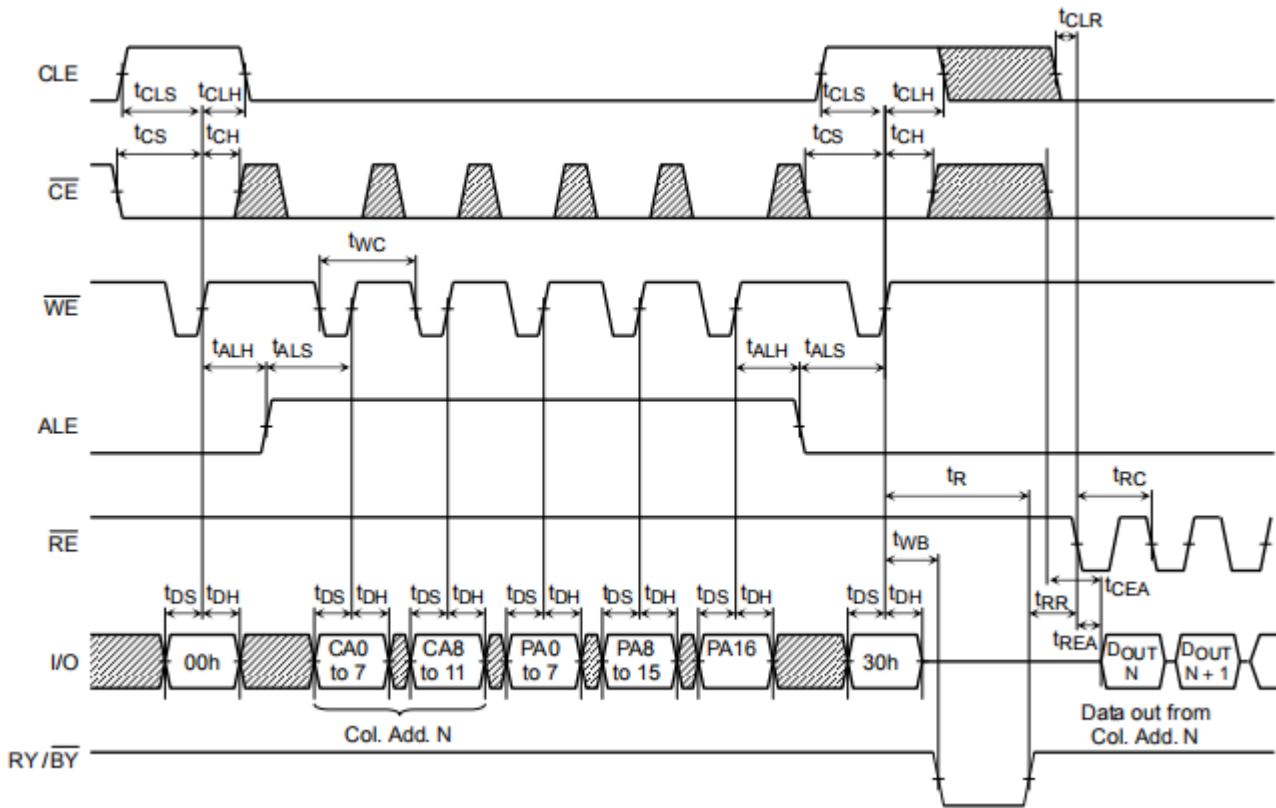 tCLR
CLE
tCLS tCLH tCLS tCLH
tCS tCH tCS tCH
CE
tWC
WE
tALH tALS tALH tALS
ALE
tR tRC
RE
tWB
tCEA
tDS tDH tDS tDH tDS tDH tDS tDH tDS tDH tDS tDH tDS tDH tRR
tREA
I/O 00h CA0 to 7 CA8 to 11 PA0 to 7 PA8 to 15 PA16 30h DOUT N DOUT N + 1
Col. Add. N
Data out from
Col. Add. N
RY/BY